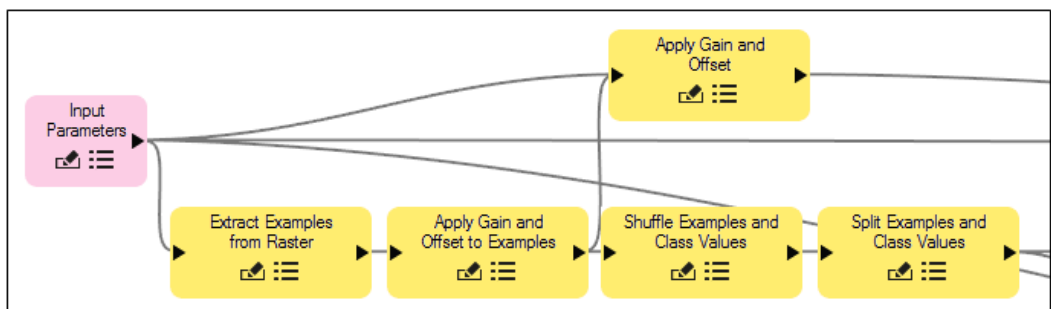 Apply Gain and
Offset
Input
Parameters
Extract Examples
from Raster
Apply Gain and
Offset to Examples
Shuffle Examples and
Class Values
Split Examples and
Class Values